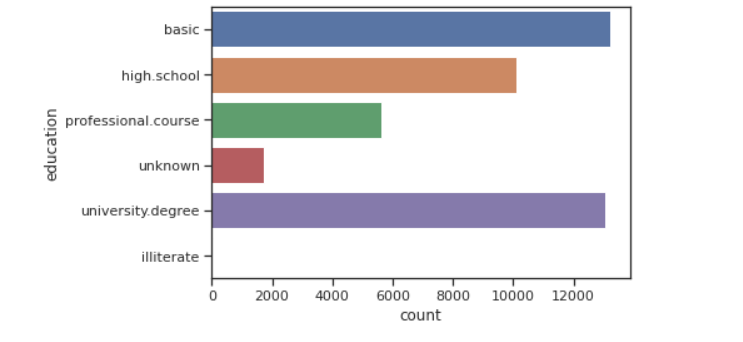 basic
high.school
professional.course
unknown
university.degree
illiterate
education
0 2000 4000 6000 8000 10000 12000
count